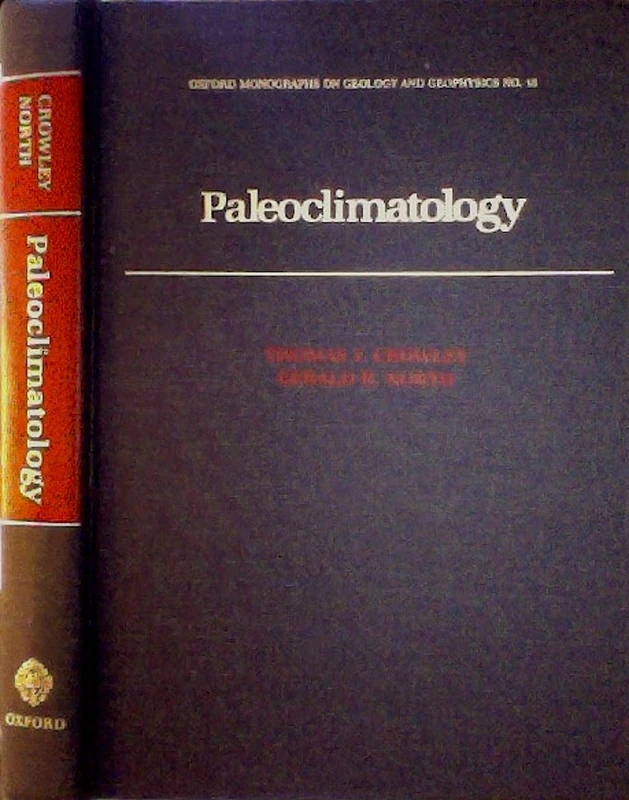 CROWLEY
NORTH
Paleoclimatology
OXFORD
OXFORD MONOGRAPHS ON GEOLOGY AND GEOPHYSICS NO. 18
Paleoclimatology
THOMAS J. CROWLEY
GERALD R. NORTH